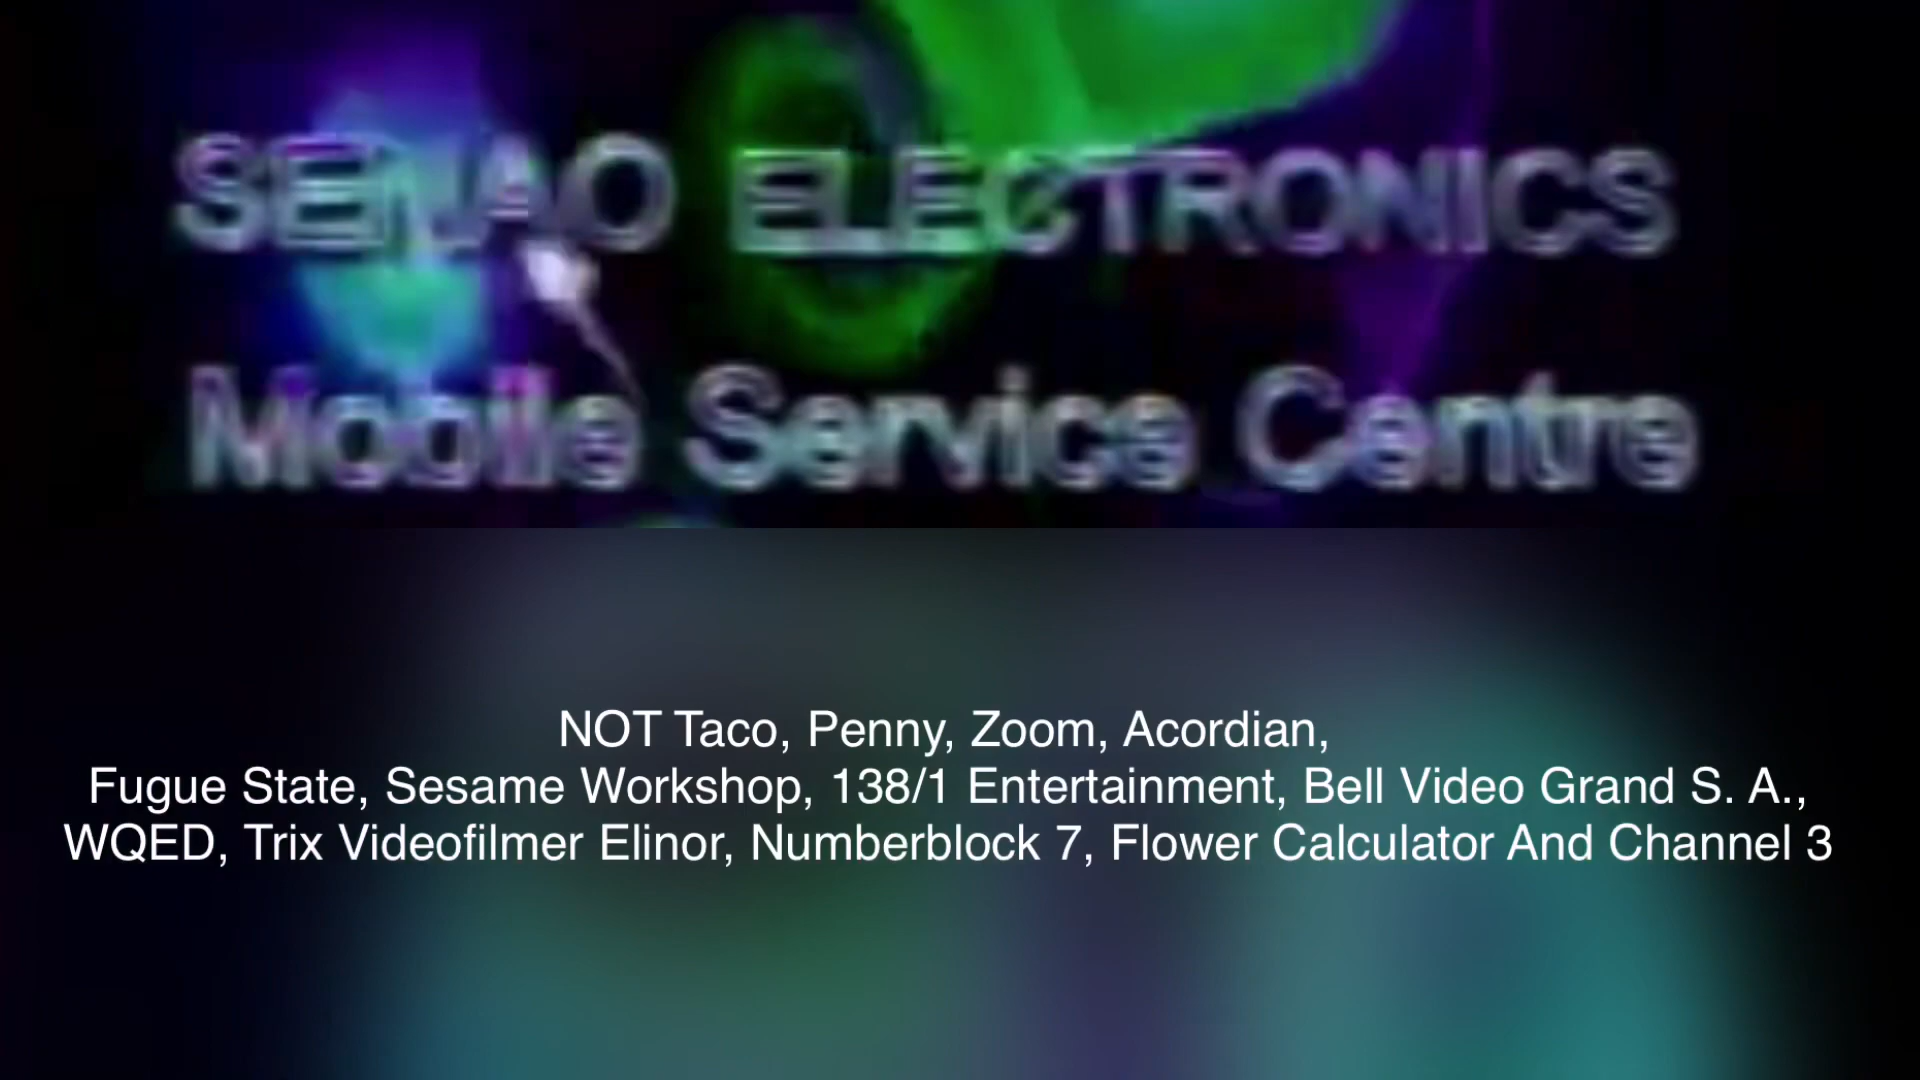 SENAO ELECTRONICS
Mobile Service Centre
NOT Taco, Penny, Zoom, Acordian,
Fugue State, Sesame Workshop, 138/1 Entertainment, Bell Video Grand S. A.,
WQED, Trix Videofilmer Elinor, Numberblock 7, Flower Calculator And Channel 3